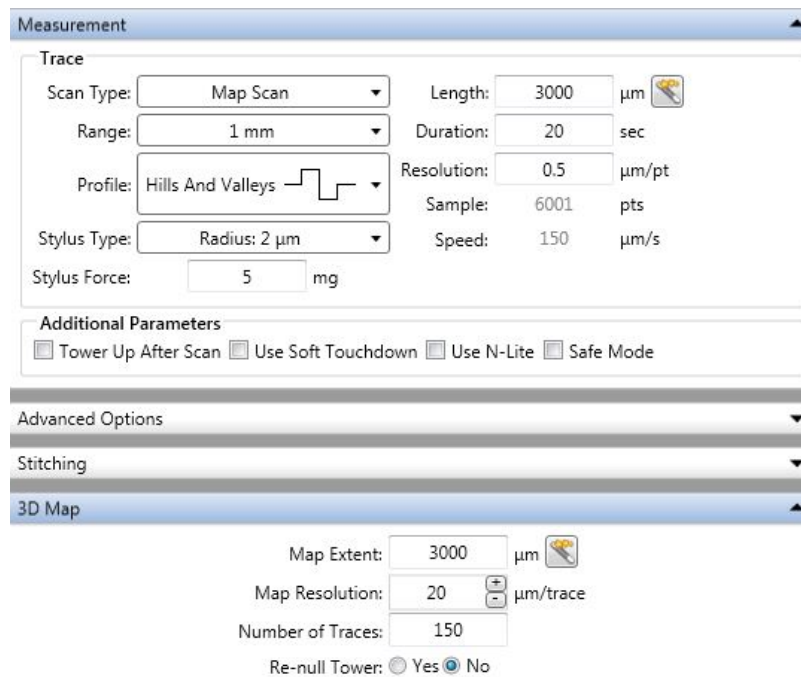 Measurement
Trace
Scan Type: Map Scan Length: 3000 µm
Range: 1 mm Duration: 20 sec
Profile: Hills And Valleys Resolution: 0.5 µm/pt
Sample: 6001 pts
Stylus Type: Radius: 2 µm Speed: 150 µm/s
Stylus Force: 5 mg
Additional Parameters
Tower Up After Scan Use Soft Touchdown Use N-Lite Safe Mode
Advanced Options
Stitching
3D Map
Map Extent: 3000 µm
Map Resolution: 20 + - µm/trace
Number of Traces: 150
Re-null Tower: Yes No